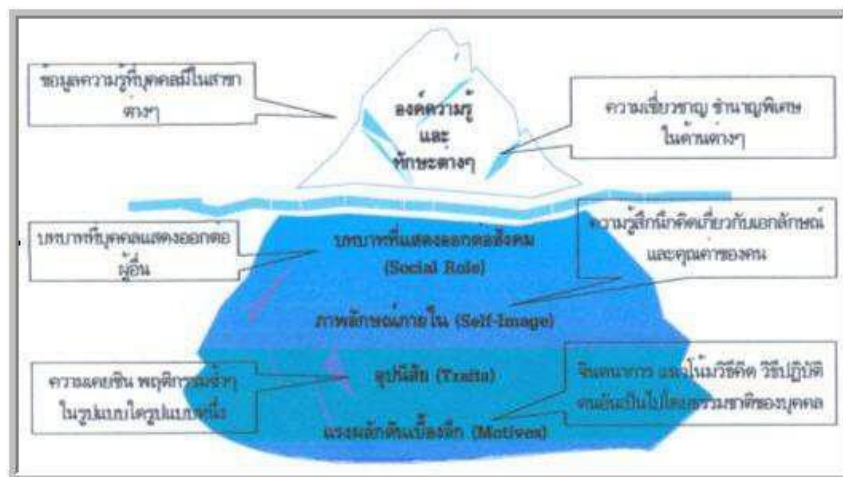 ข้อมูลความรู้ที่บุคคลมีในสาขา
ต่างๆ
องค์ความรู้
และ
ทักษะต่างๆ
ความเชี่ยวชาญ ชำนาญพิเศษ
ในด้านต่างๆ
บทบาทที่บุคคลแสดงออกต่อ
ผู้อื่น
บทบาทที่แสดงออกต่อสังคม
(Social Role)
ความรู้สึกนึกคิดเกี่ยวกับเอกลักษณ์
และคุณค่าของตน
ภาพลักษณ์ภายใน (Self-Image)
ความเคยชิน พฤติกรรมซ้ำๆ
ในรูปแบบใดรูปแบบหนึ่ง
อุปนิสัย (Traits)
จินตนาการ แนวโน้มวิธีคิด วิธีปฏิบัติ
ตนอันเป็นไปโดยธรรมชาติของบุคคล
แรงผลักดันเบื้องลึก (Motives)